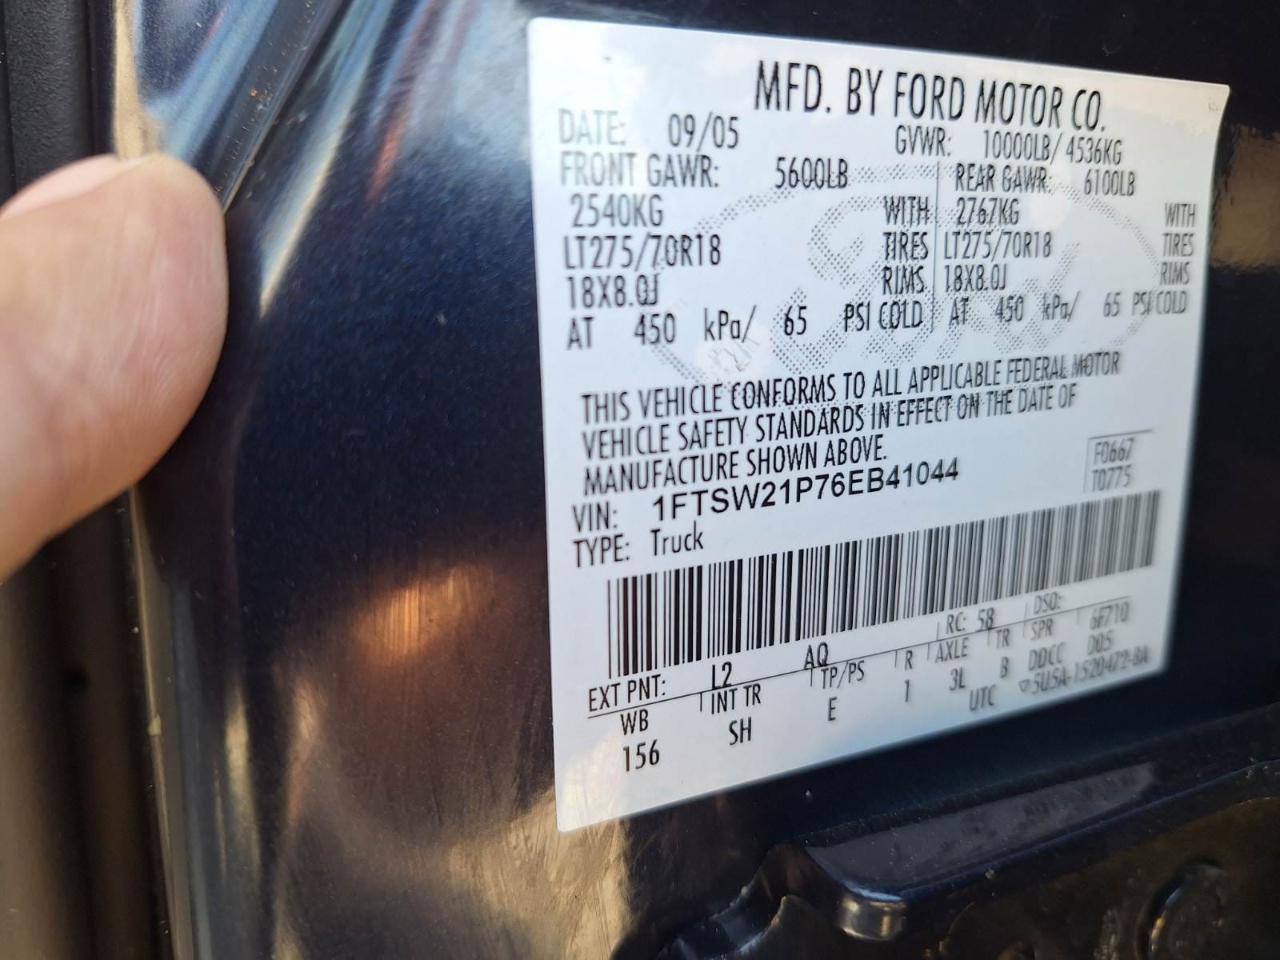 MFD. BY FORD MOTOR CO.
DATE: 09/05 GVWR: 10000LB/ 4536KG
FRONT GAWR: 5600LB REAR GAWR: 6100LB
2540KG WITH 2767KG WITH
LT275/70R18 TIRES LT275/70R18 TIRES
18X8.0J RIMS 18X8.0J RIMS
AT 450 kPa/ 65 PSI COLD AT 450 kPa/ 65 PSI COLD
THIS VEHICLE CONFORMS TO ALL APPLICABLE FEDERAL MOTOR
VEHICLE SAFETY STANDARDS IN EFFECT ON THE DATE OF
MANUFACTURE SHOWN ABOVE.
F0667
VIN: 1FTSW21P76EB41044
T0775
TYPE: Truck
EXT PNT: L2 AQ RC: 58 DSO: 6F710
WB INT TR TP/PS R AXLE TR SPR D05
156 SH E 1 3L B DDCC
UTC ▽5U5A-1520472-BA